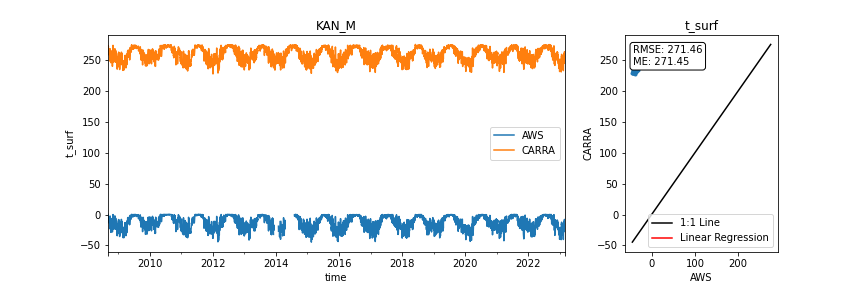 KAN_M
t_surf
250
200
150
100
50
0
−50
2010
2012
2014
2016
2018
2020
2022
time
AWS
CARRA
t_surf
CARRA
250
200
150
100
50
0
−50
0
100
200
AWS
RMSE: 271.46
ME: 271.45
1:1 Line
Linear Regression